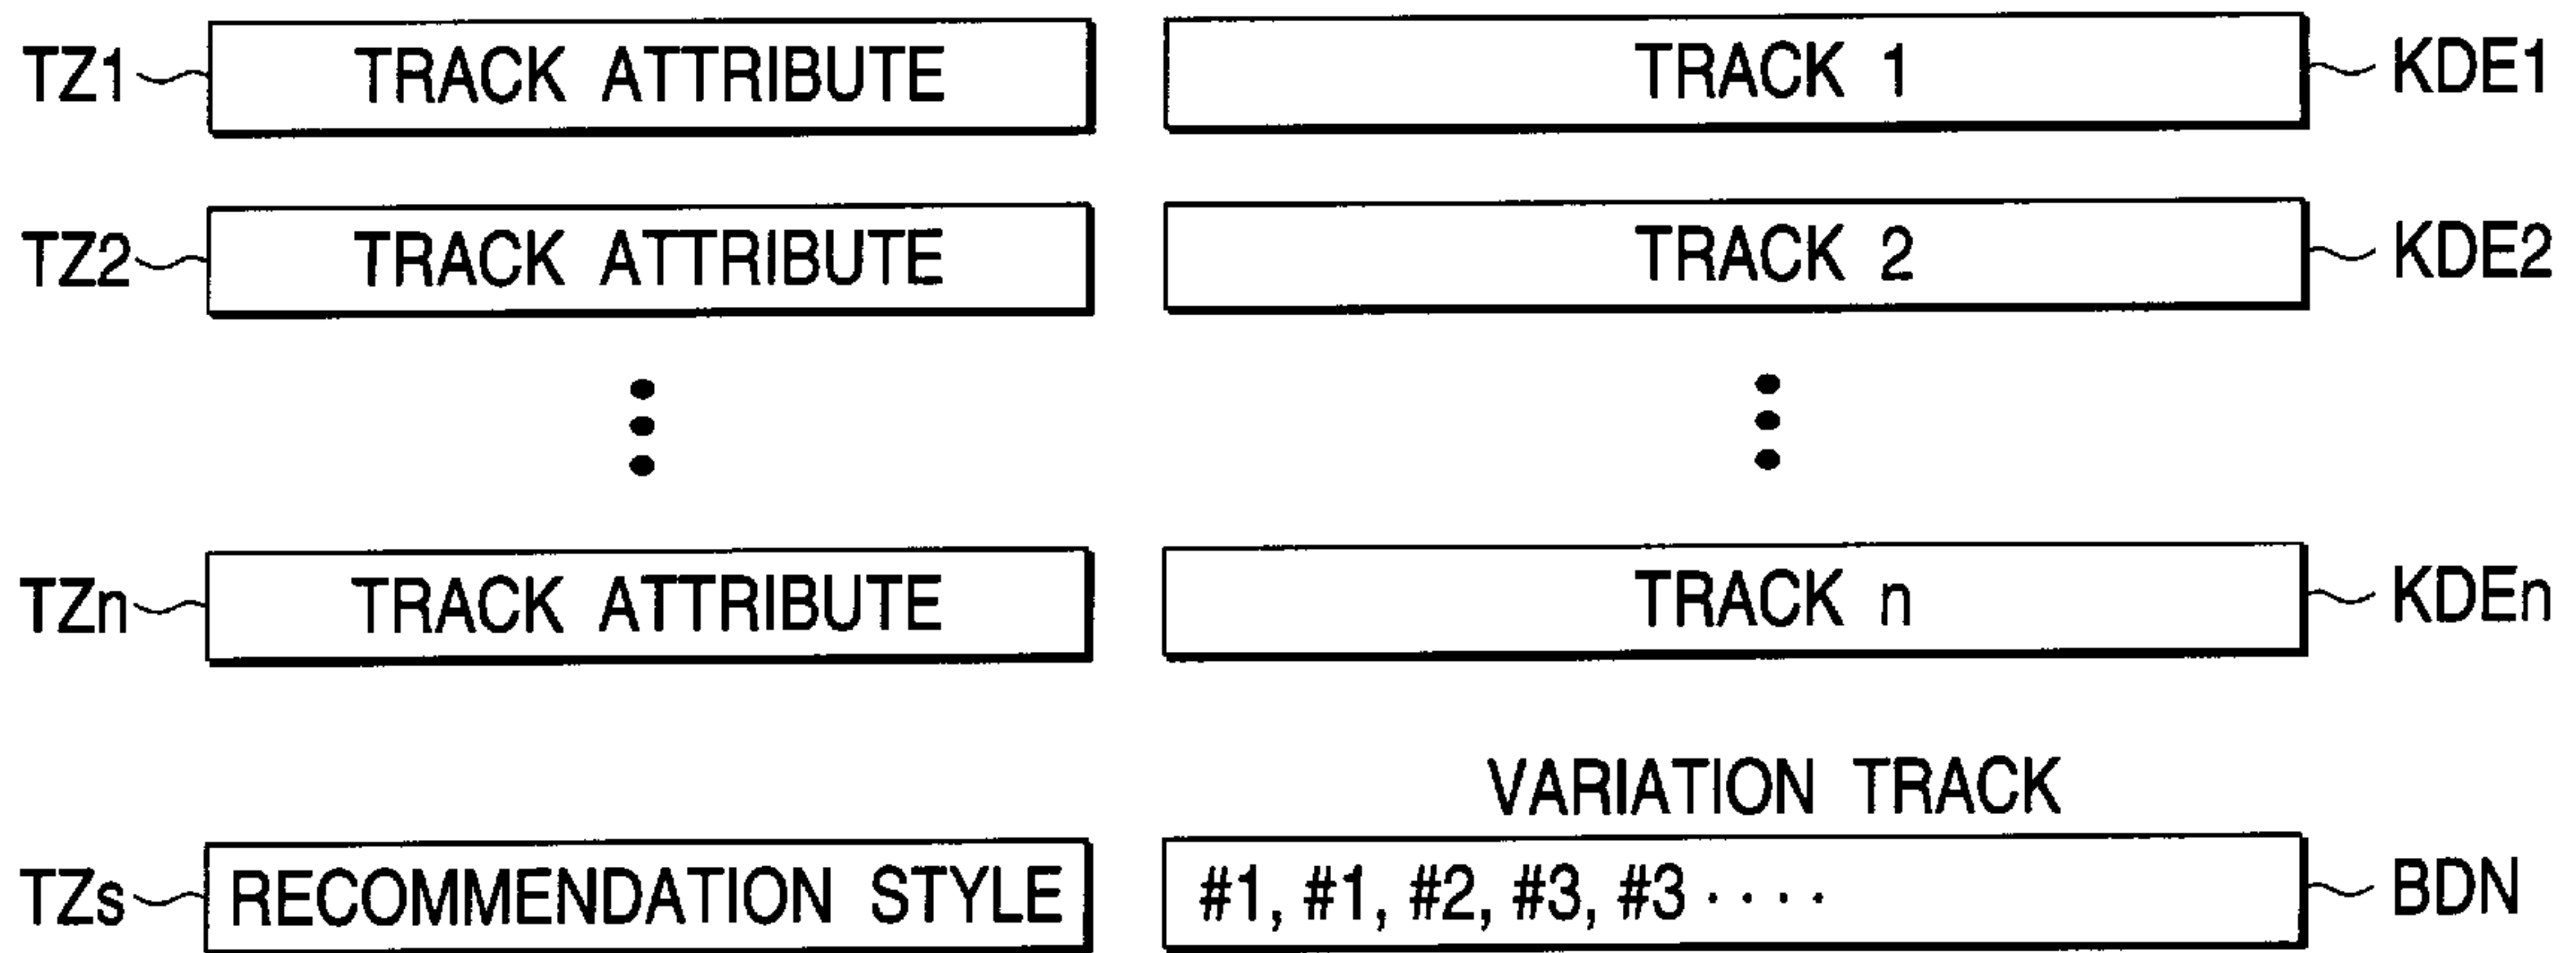 TZ1 TRACK ATTRIBUTE TRACK 1 KDE1
TZ2 TRACK ATTRIBUTE TRACK 2 KDE2
TZn TRACK ATTRIBUTE TRACK n KDEn
VARIATION TRACK
TZs RECOMMENDATION STYLE #1, #1, #2, #3, #3 · · · · BDN